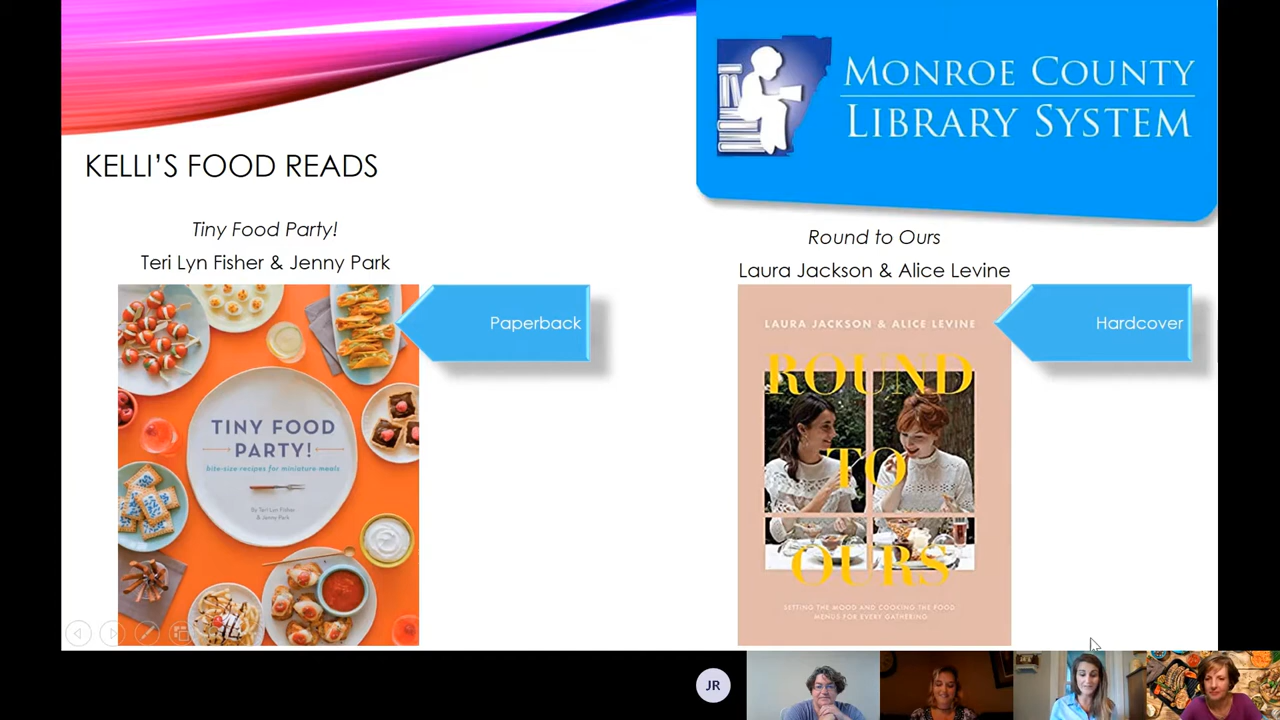 MONROE COUNTY
LIBRARY SYSTEM
KELLI'S FOOD READS
Tiny Food Party!
Teri Lyn Fisher & Jenny Park
Paperback
TINY FOOD
PARTY!
bite-size recipes for miniature meals
By Teri Lyn Fisher
& Jenny Park
Round to Ours
Laura Jackson & Alice Levine
Hardcover
LAURA JACKSON & ALICE LEVINE
ROUND
TO
OURS
SETTING THE MOOD AND COOKING THE FOOD
MENUS FOR EVERY GATHERING
JR